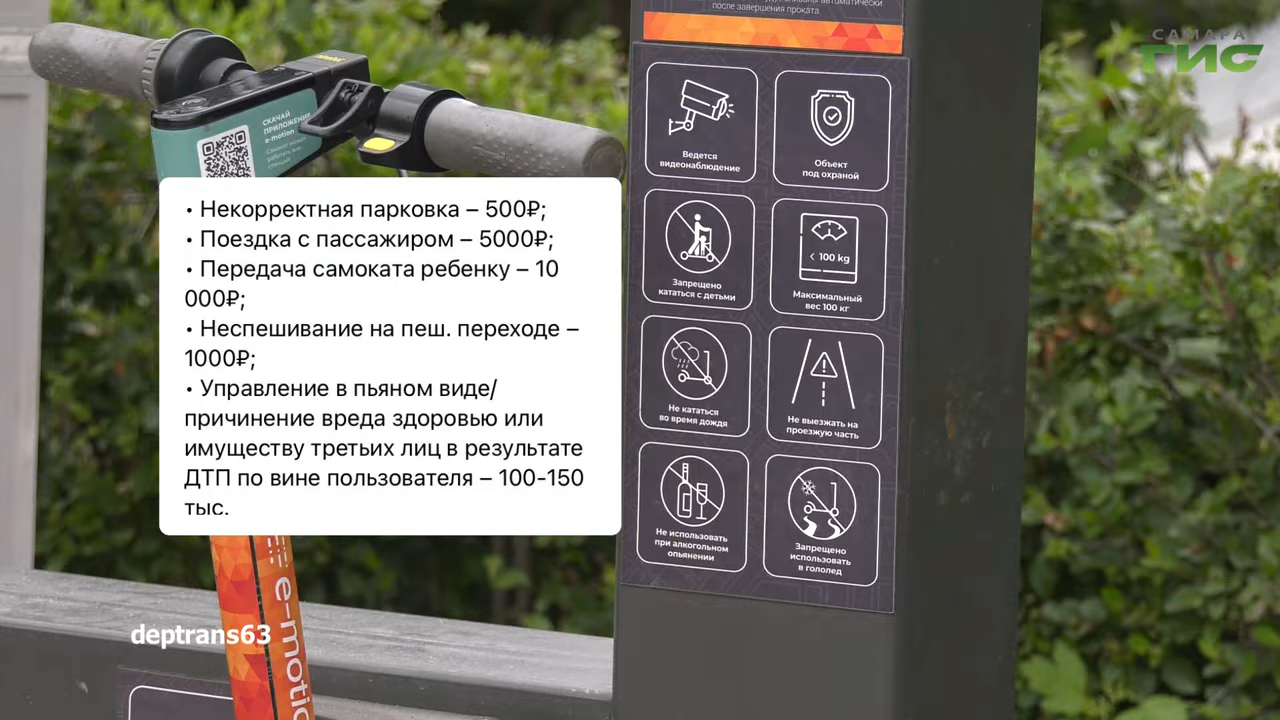 после завершения проката.
САМАРА
ГИС
СКАЧАЙ
ПРИЛОЖЕНИЕ
e-motion
• Некорректная парковка – 500₽;
• Поездка с пассажиром – 5000₽;
• Передача самоката ребенку – 10
000₽;
• Неспешивание на пеш. переходе –
1000₽;
• Управление в пьяном виде/
причинение вреда здоровью или
имуществу третьих лиц в результате
ДТП по вине пользователя – 100-150
тыс.
Ведется
видеонаблюдение
Объект
под охраной
Запрещено
кататься с детьми
< 100 kg
Максимальный
вес 100 кг
Не кататься
во время дождя
Не выезжать на
проезжую часть
Не использовать
при алкогольном
опьянении
Запрещено
использовать
в гололед
e-motio
deptrans63